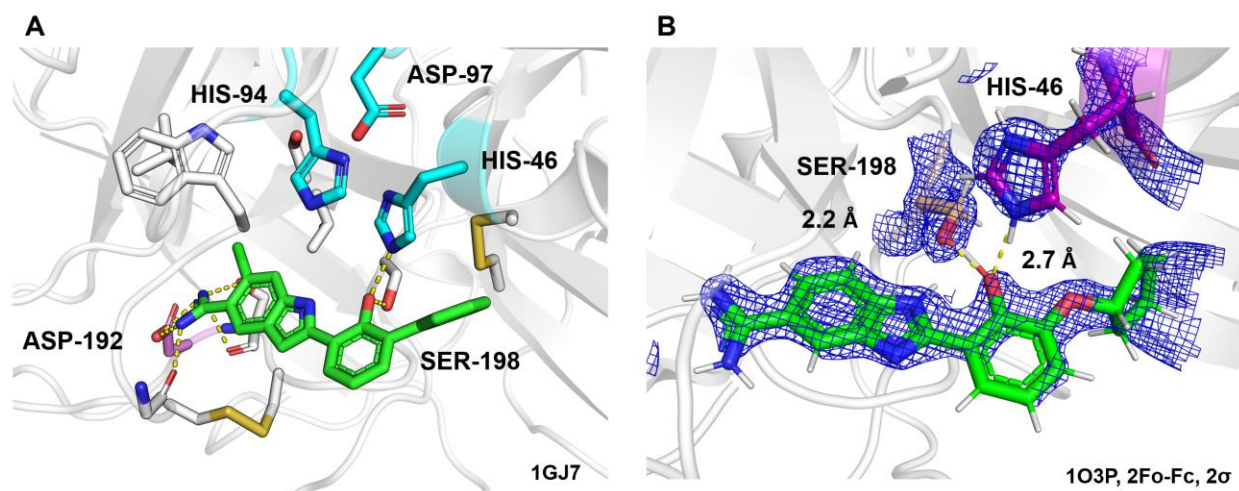 A
HIS-94
ASP-97
HIS-46
ASP-192
SER-198
1GJ7
B
HIS-46
SER-198
2.2 Å
2.7 Å
1O3P, 2Fo-Fc, 2σ